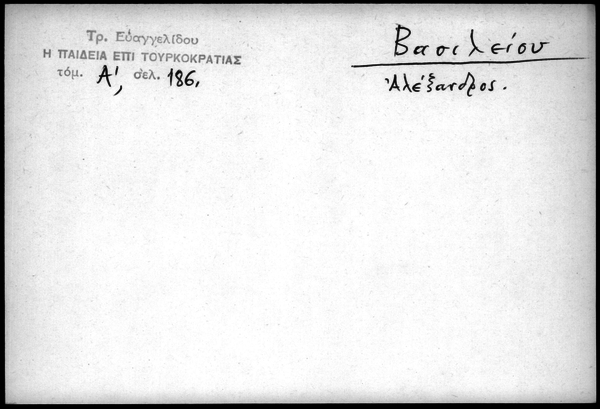 Τρ. Εὐαγγελίδου
Η ΠΑΙΔΕΙΑ ΕΠΙ ΤΟΥΡΚΟΚΡΑΤΙΑΣ
τόμ. Α', σελ. 186,
Βασιλείου
Ἀλέξανδρος.